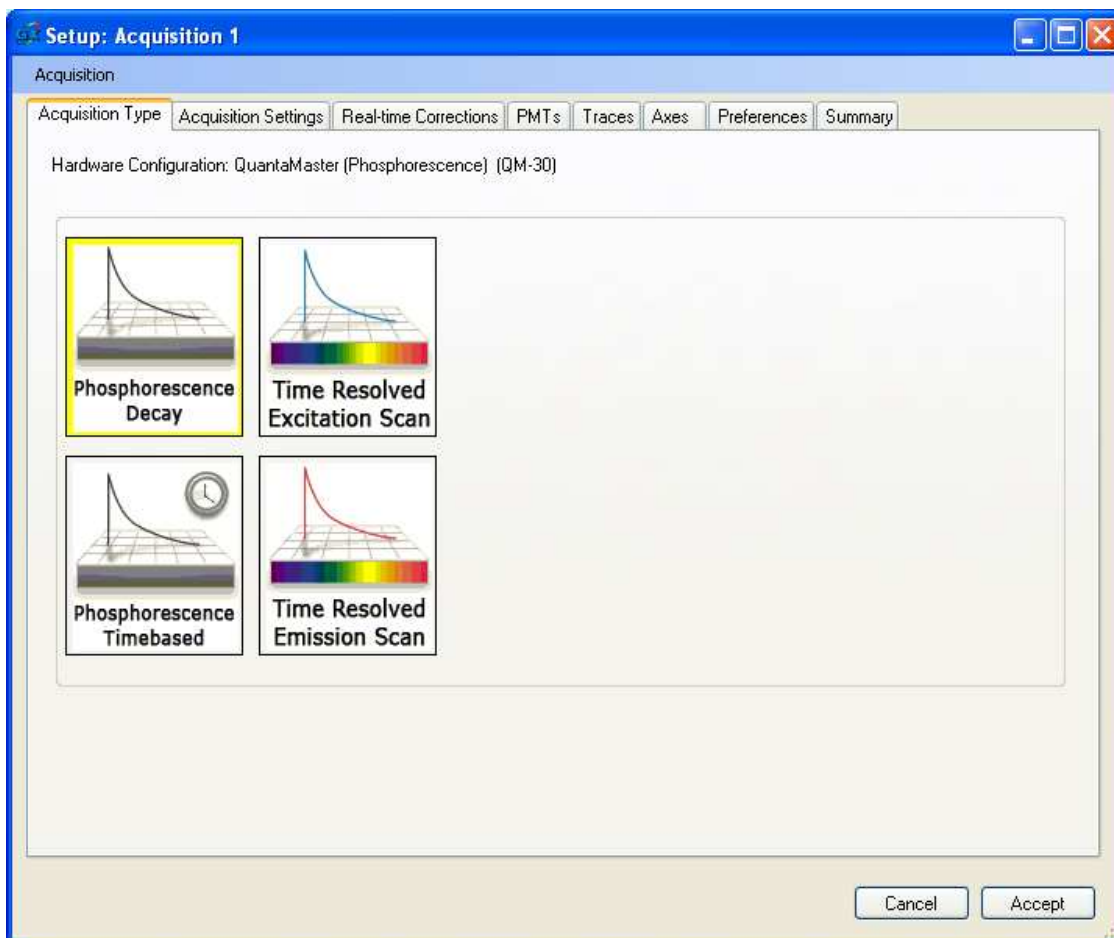 Setup: Acquisition 1
Acquisition
Acquisition Type Acquisition Settings Real-time Corrections PMTs Traces Axes Preferences Summary
Hardware Configuration: QuantaMaster (Phosphorescence) (QM-30)
Phosphorescence
Decay
Time Resolved
Excitation Scan
Phosphorescence
Timebased
Time Resolved
Emission Scan
Cancel Accept